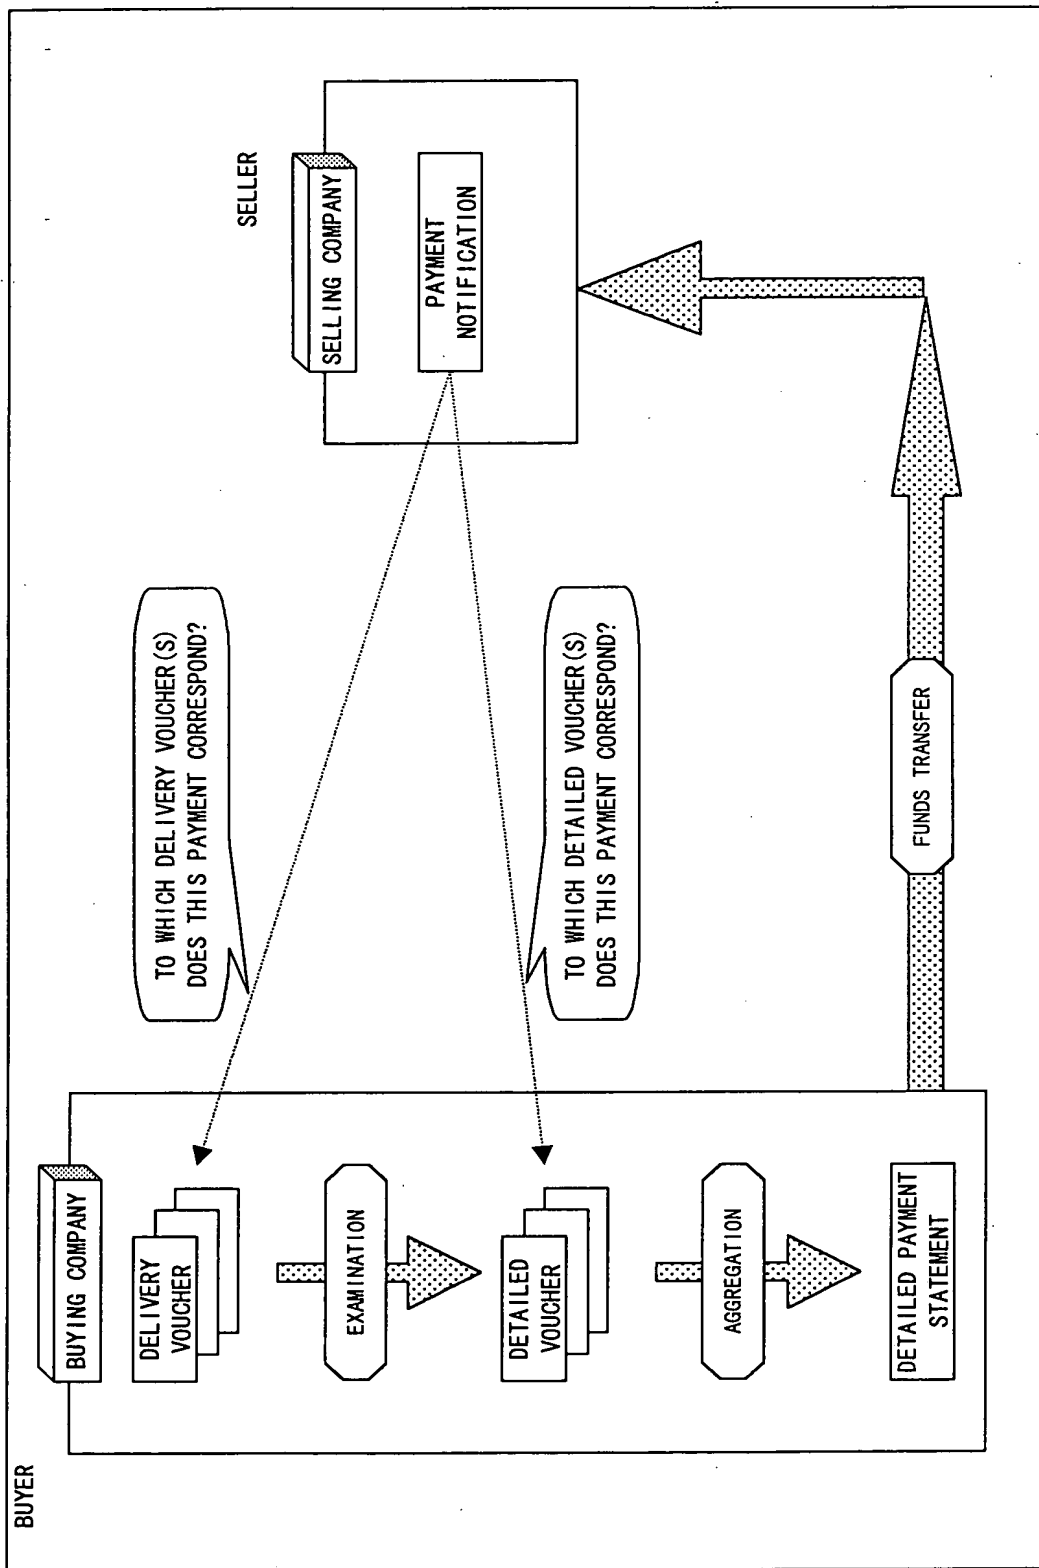 BUYER
BUYING COMPANY
DELIVERY
VOUCHER
EXAMINATION
DETAILED
VOUCHER
AGGREGATION
DETAILED PAYMENT
STATEMENT
TO WHICH DELIVERY VOUCHER(S)
DOES THIS PAYMENT CORRESPOND?
TO WHICH DETAILED VOUCHER(S)
DOES THIS PAYMENT CORRESPOND?
FUNDS TRANSFER
SELLER
SELLING COMPANY
PAYMENT
NOTIFICATION